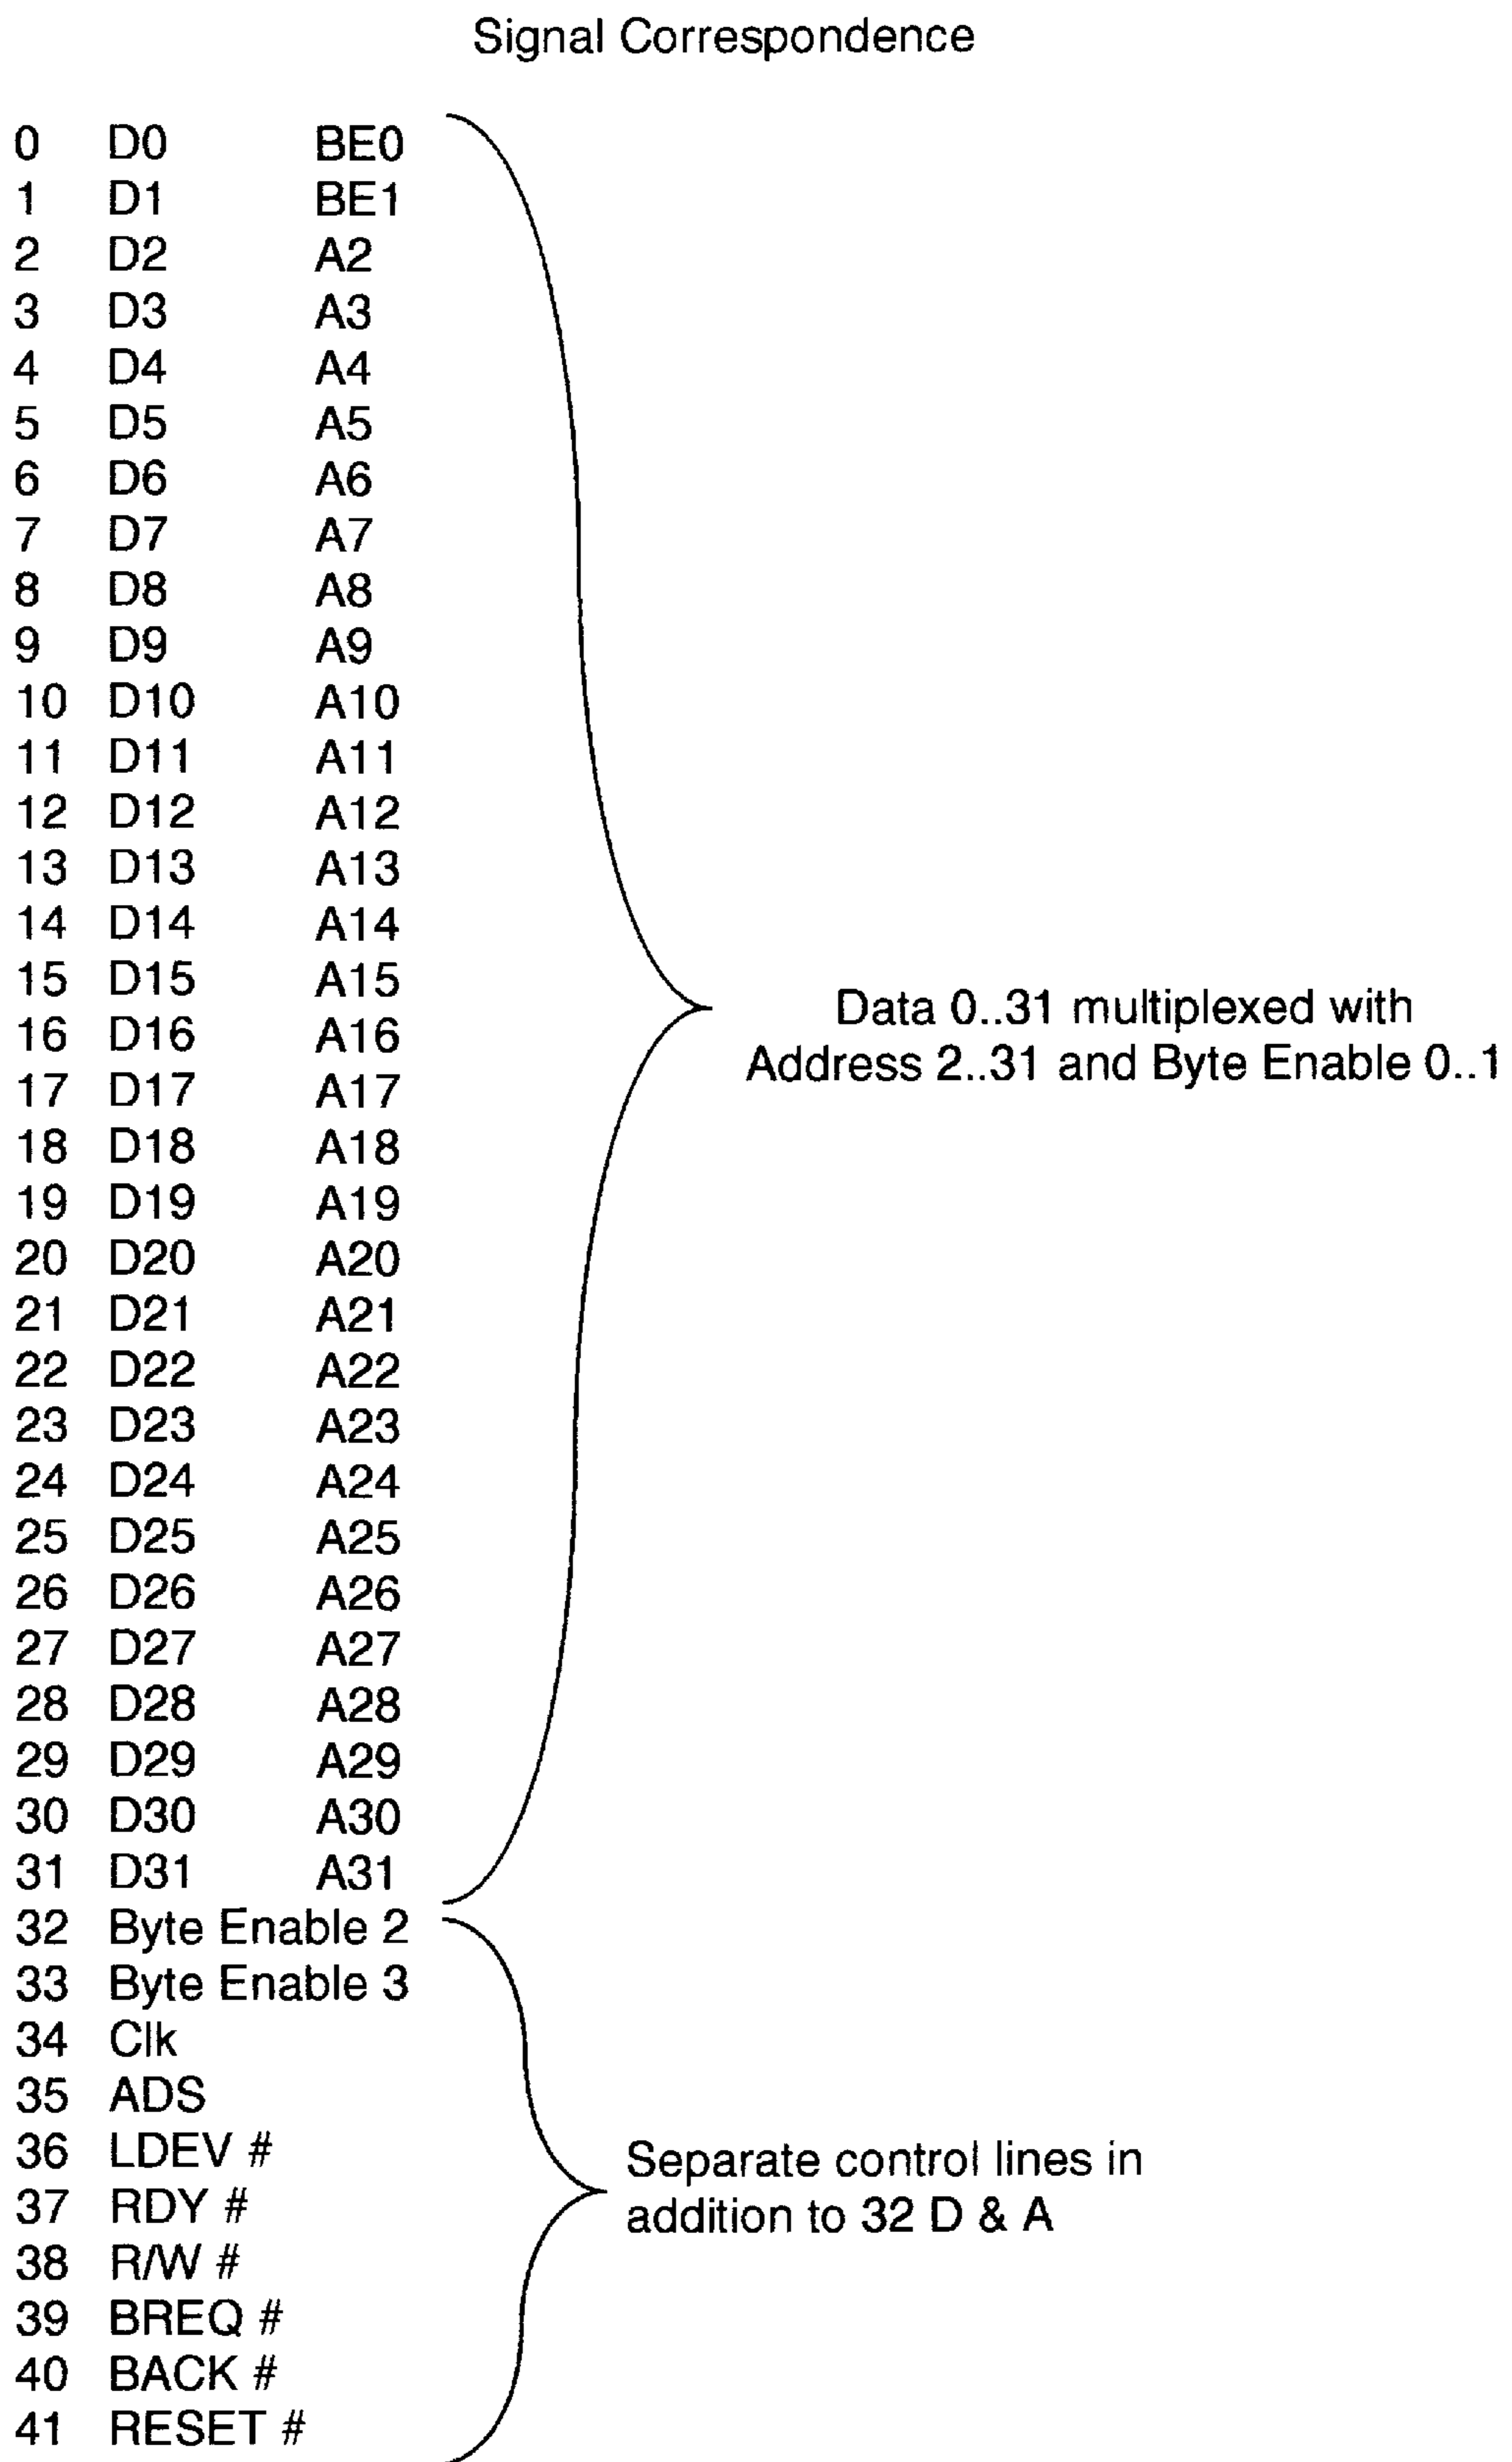 Signal Correspondence
0 D0 BE0
1 D1 BE1
2 D2 A2
3 D3 A3
4 D4 A4
5 D5 A5
6 D6 A6
7 D7 A7
8 D8 A8
9 D9 A9
10 D10 A10
11 D11 A11
12 D12 A12
13 D13 A13
14 D14 A14
15 D15 A15
16 D16 A16
17 D17 A17
18 D18 A18
19 D19 A19
20 D20 A20
21 D21 A21
22 D22 A22
23 D23 A23
24 D24 A24
25 D25 A25
26 D26 A26
27 D27 A27
28 D28 A28
29 D29 A29
30 D30 A30
31 D31 A31
Data 0..31 multiplexed with
Address 2..31 and Byte Enable 0..1
32 Byte Enable 2
33 Byte Enable 3
34 Clk
35 ADS
36 LDEV #
37 RDY #
38 R/W #
39 BREQ #
40 BACK #
41 RESET #
Separate control lines in
addition to 32 D & A